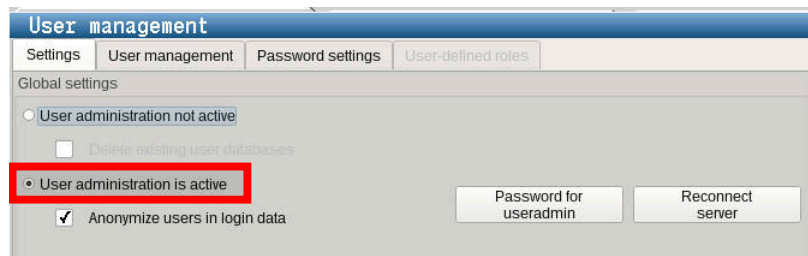 User management
Settings User management Password settings User-defined roles
Global settings
User administration not active
Delete existing user databases
User administration is active
Anonymize users in login data
Password for
useradmin
Reconnect
server